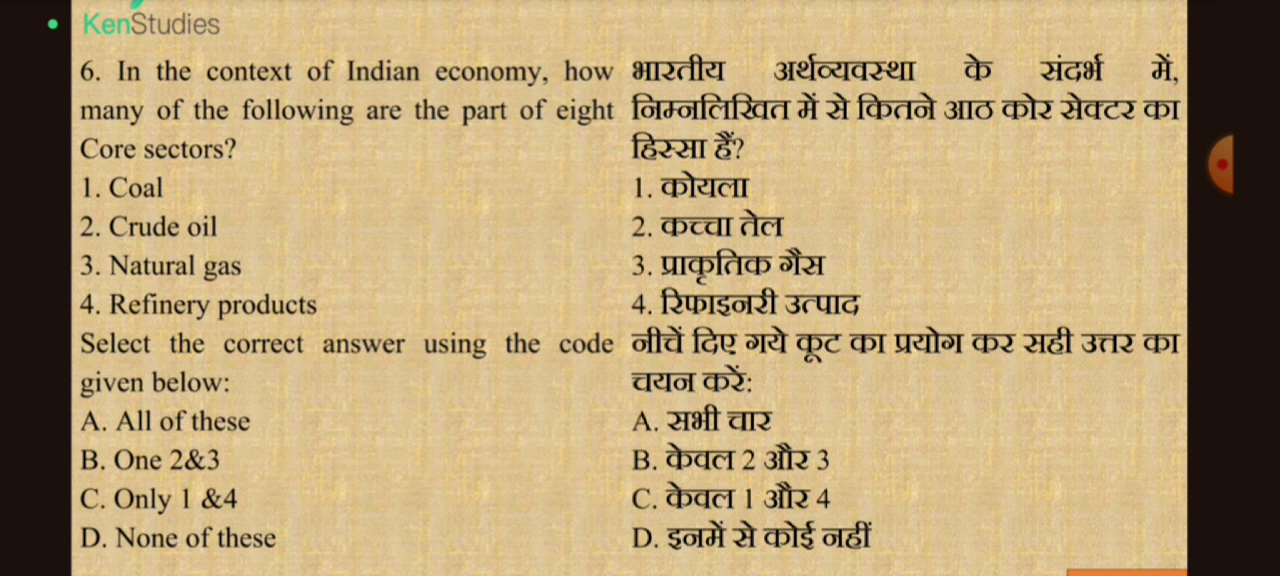 KenStudies
6. In the context of Indian economy, how
many of the following are the part of eight
Core sectors?
1. Coal
2. Crude oil
3. Natural gas
4. Refinery products
Select the correct answer using the code
given below:
A. All of these
B. One 2&3
C. Only 1 &4
D. None of these
भारतीय अर्थव्यवस्था के संदर्भ में,
निम्नलिखित में से कितने आठ कोर सेक्टर का
हिस्सा हैं?
1. कोयला
2. कच्चा तेल
3. प्राकृतिक गैस
4. रिफाइनरी उत्पाद
नीचें दिए गये कूट का प्रयोग कर सही उत्तर का
चयन करें:
A. सभी चार
B. केवल 2 और 3
C. केवल 1 और 4
D. इनमें से कोई नहीं